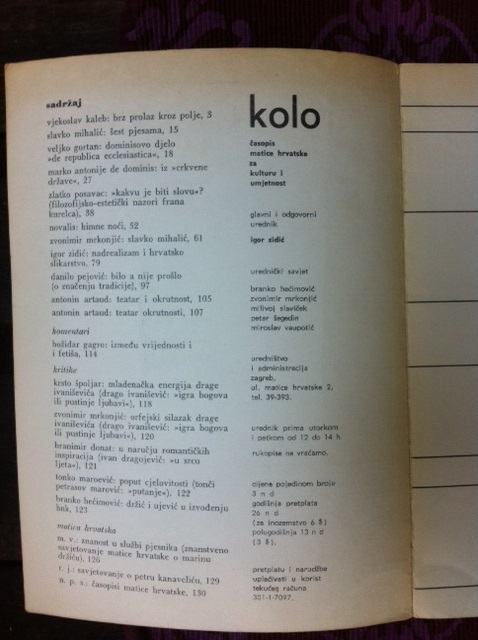 sadržaj
vjekoslav kaleb: brz prolaz kroz polje, 3
slavko mihalić: šest pjesama, 15
veljko gortan: dominisovo djelo
»de republica ecclesiastica«, 18
marko antonije de dominis: iz »crkvene
države«, 27
zlatko posavac: »kakvu je biti slovu«?
(filozofijsko-estetički nazori frana
kurelca), 38
novalis: himne noći, 52
zvonimir mrkonjić: slavko mihalić, 61
igor zidić: nadrealizam i hrvatsko
slikarstvo, 79
danilo pejović: bilo a nije prošlo
(o značenju tradicije), 97
antonin artaud: teatar i okrutnost, 105
antonin artaud: teatar okrutnosti, 107
komentari
božidar gagro: između vrijednosti i
i fetiša, 114
kritike
krsto špoljar: mladenačka energija drage
ivaniševića (drago ivanišević: »igra bogova
ili pustinje ljubavi«), 118
zvonimir mrkonjić: orfejski silazak drage
ivaniševića (drago ivanišević: »igra bogova
ili pustinje ljubavi«), 120
branimir donat: u naručju romantičkih
inspiracija (ivan dragojević: »u srcu
ljeta«), 121
tonko maroević: poput cjelovitosti (tonči
petrasov marović: »putanje«), 122
branko hećimović: držić i ujević u izvođenju
hnk, 123
matica hrvatska
m. v.: znanost u službi pjesnika (znanstveno
savjetovanje matice hrvatske o marinu
držiću), 126
r. j.: savjetovanje o petru kanaveliću, 129
n. p. s.: časopisi matice hrvatske, 130
kolo
časopis
matice hrvatske
za
kulturu i
umjetnost
glavni i odgovorni
urednik
igor zidić
urednički savjet
branko hećimović
zvonimir mrkonjić
milivoj slaviček
petar šegedin
miroslav vaupotić
uredništvo
i administracija
zagreb,
ul. matice hrvatske 2,
tel. 39-393.
urednik prima utorkom
i petkom od 12 do 14 h
rukopise ne vraćamo.
cijena pojedinom broju
3 n d
godišnja pretplata
26 n d
(za inozemstvo 6 $)
polugodišnja 13 n d
(3 $).
pretplatu i narudžbe
uplaćivati u korist
tekućeg računa
301-1-7097.